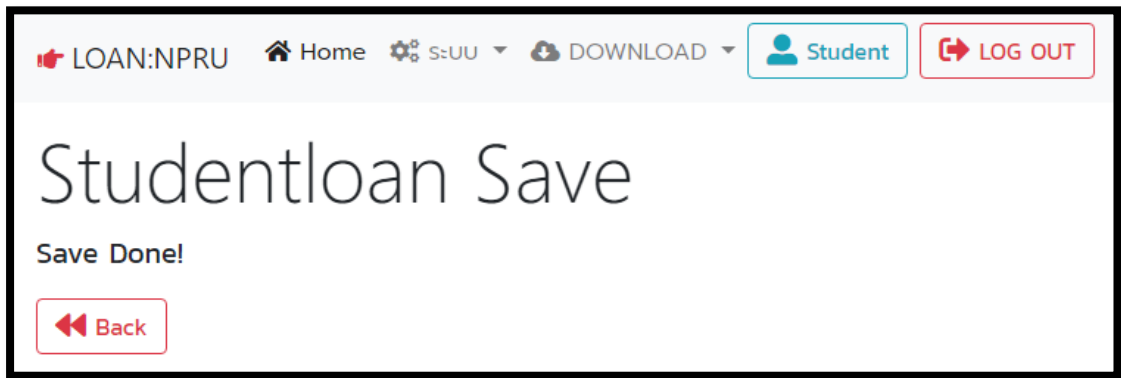 LOAN:NPRU Home ระบบ DOWNLOAD Student LOG OUT
Studentloan Save
Save Done!
Back